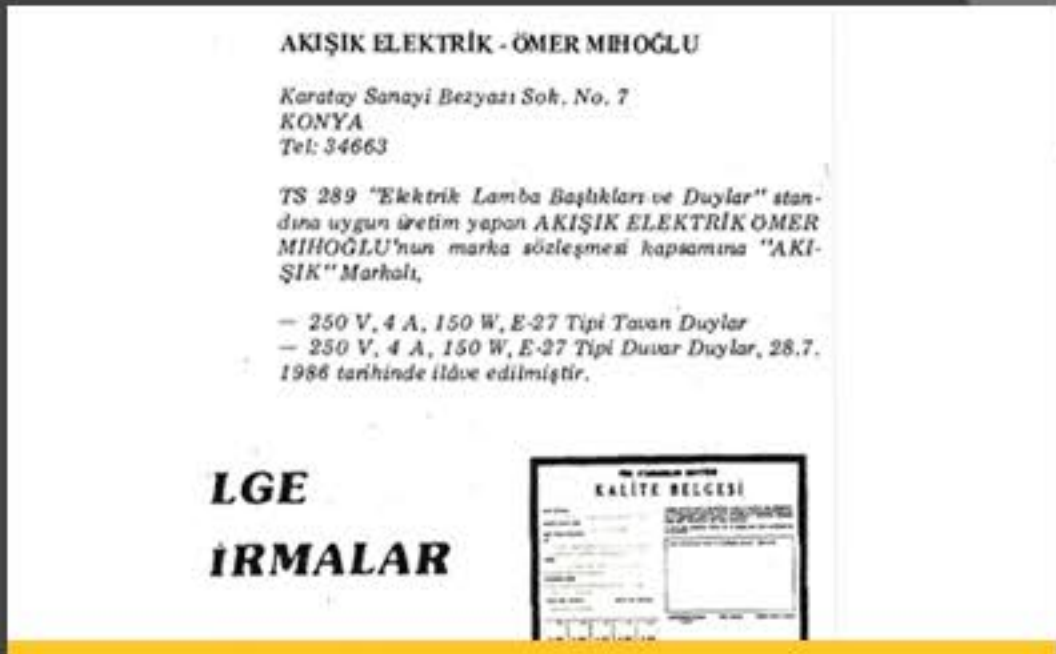 AKIŞIK ELEKTRİK - ÖMER MIHOĞLU
Karatay Sanayi Bezyazı Sok. No. 7
KONYA
Tel: 34663
TS 289 "Elektrik Lamba Başlıkları ve Duylar" stan-
dına uygun üretim yapan AKIŞIK ELEKTRİK ÖMER
MIHOĞLU'nun marka sözleşmesi kapsamına "AKI-
ŞIK" Markalı,
— 250 V, 4 A, 150 W, E-27 Tipi Tavan Duylar
— 250 V, 4 A, 150 W, E-27 Tipi Duvar Duylar, 28.7.
1986 tarihinde ilâve edilmiştir.
LGE
İRMALAR
KALİTE BELGESİ